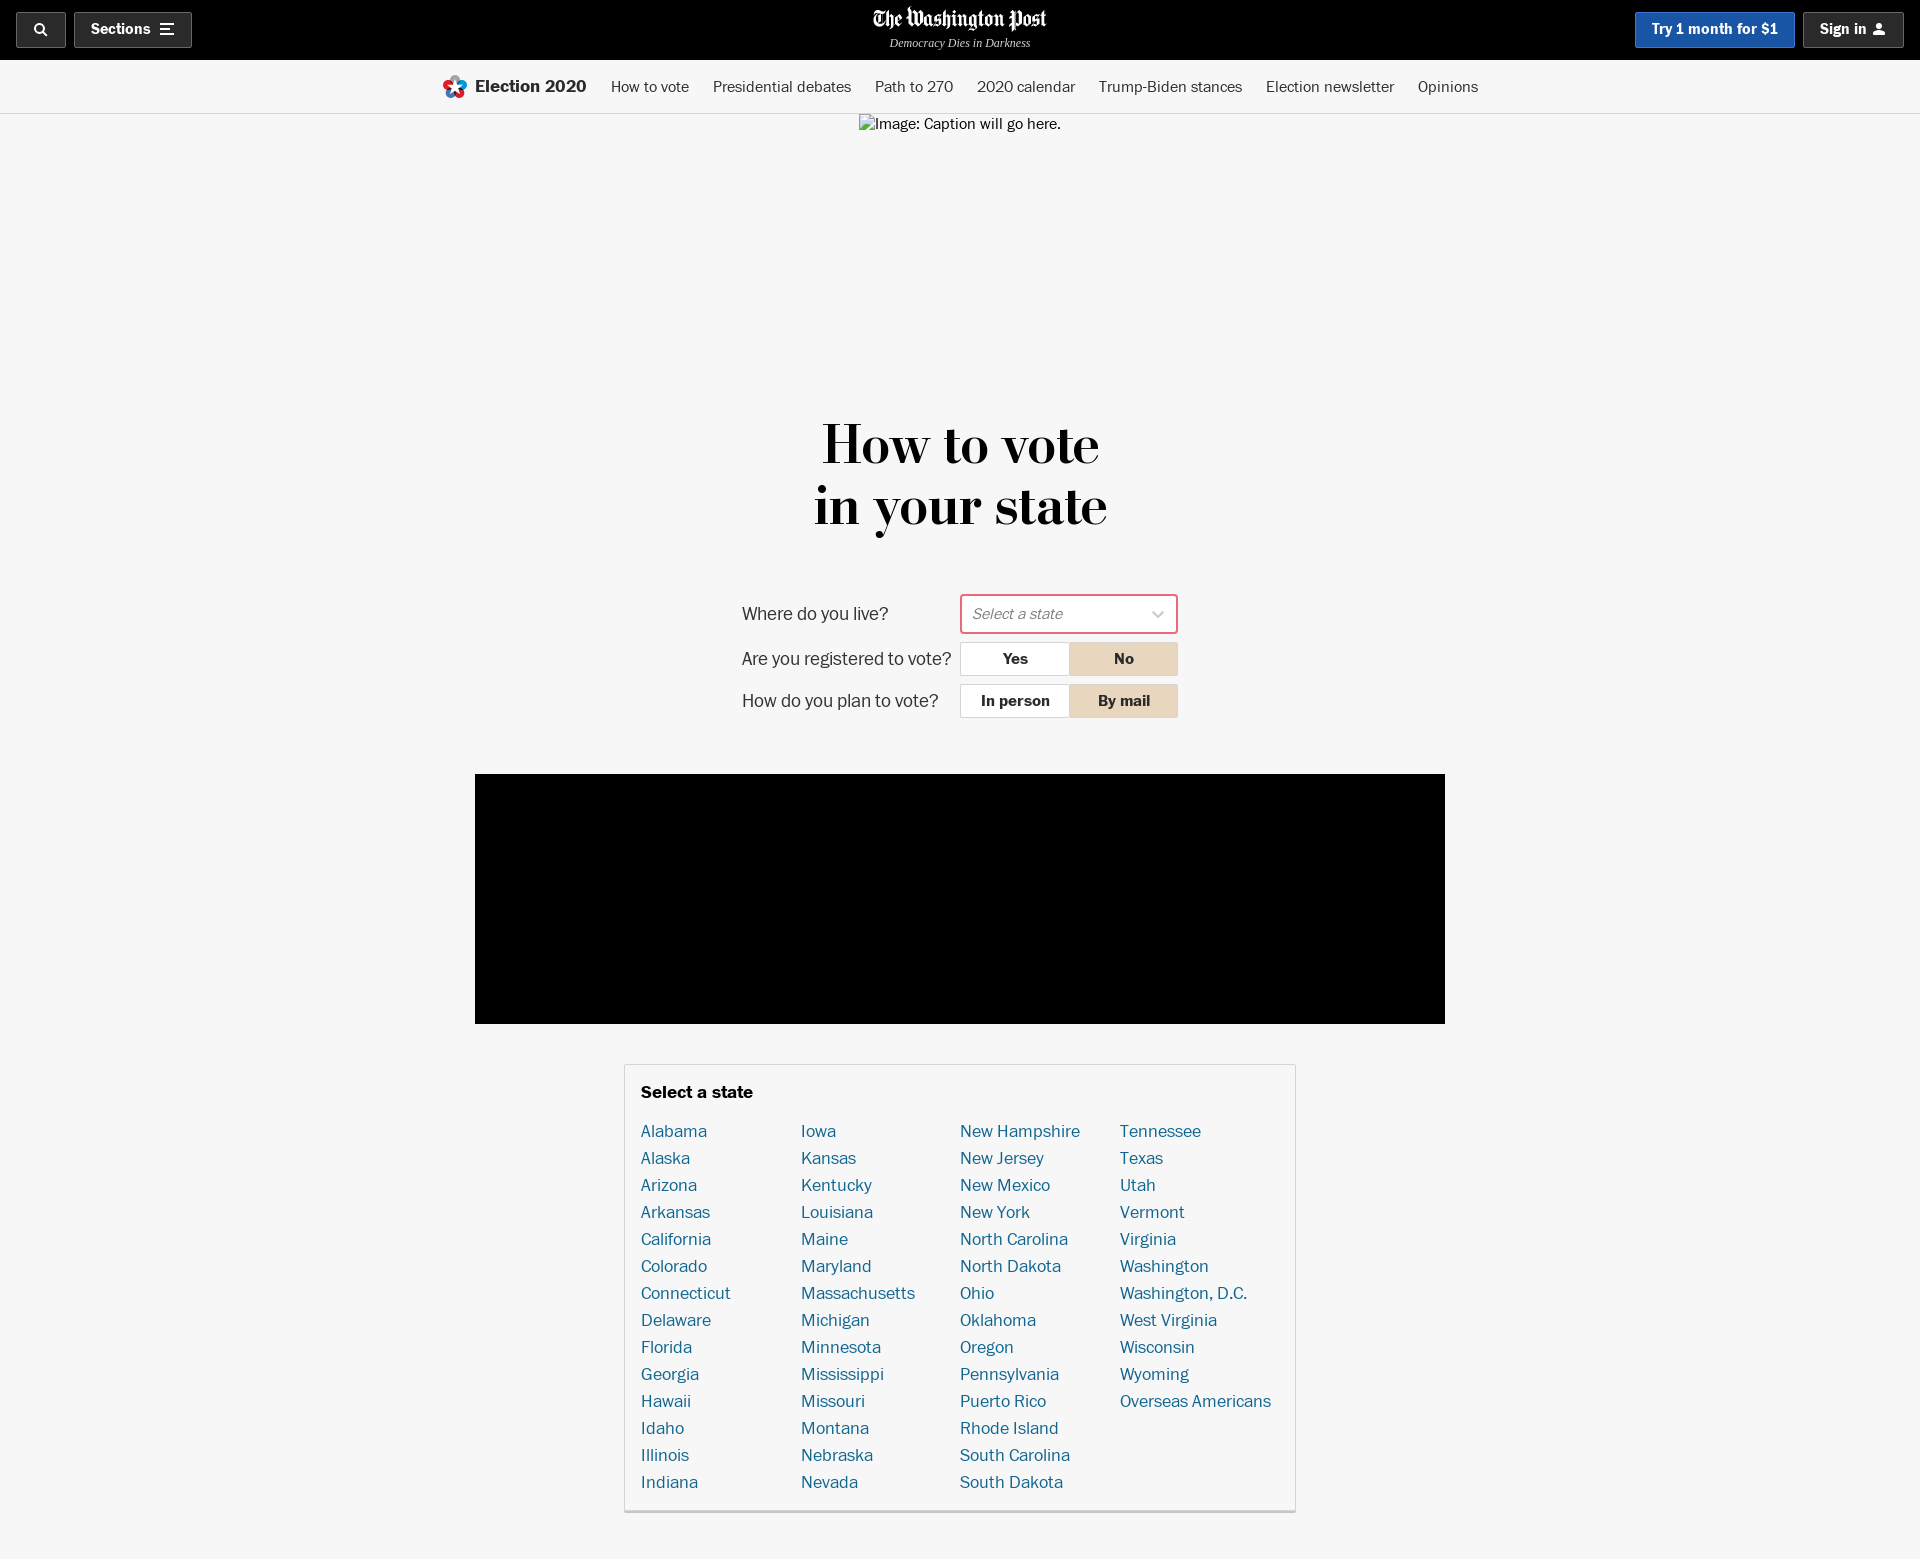 Sections
The Washington Post
Democracy Dies in Darkness
Try 1 month for $1
Sign in
Election 2020
How to vote
Presidential debates
Path to 270
2020 calendar
Trump-Biden stances
Election newsletter
Opinions
Image: Caption will go here.
How to vote
in your state
Where do you live?
Select a state
Are you registered to vote?
Yes
No
How do you plan to vote?
In person
By mail
Select a state
Alabama
Alaska
Arizona
Arkansas
California
Colorado
Connecticut
Delaware
Florida
Georgia
Hawaii
Idaho
Illinois
Indiana
Iowa
Kansas
Kentucky
Louisiana
Maine
Maryland
Massachusetts
Michigan
Minnesota
Mississippi
Missouri
Montana
Nebraska
Nevada
New Hampshire
New Jersey
New Mexico
New York
North Carolina
North Dakota
Ohio
Oklahoma
Oregon
Pennsylvania
Puerto Rico
Rhode Island
South Carolina
South Dakota
Tennessee
Texas
Utah
Vermont
Virginia
Washington
Washington, D.C.
West Virginia
Wisconsin
Wyoming
Overseas Americans